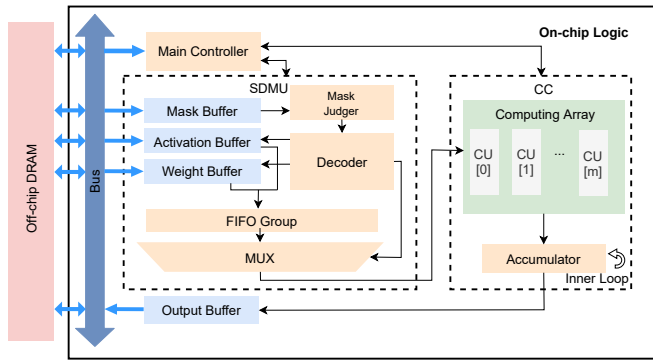 On-chip Logic
Main Controller
SDMU
CC
Mask Buffer
Mask
Judger
Computing Array
Activation Buffer
Decoder
Weight Buffer
CU
[0]
CU
[1]
...
CU
[m]
Off-chip DRAM
Bus
FIFO Group
MUX
Accumulator
Inner Loop
Output Buffer